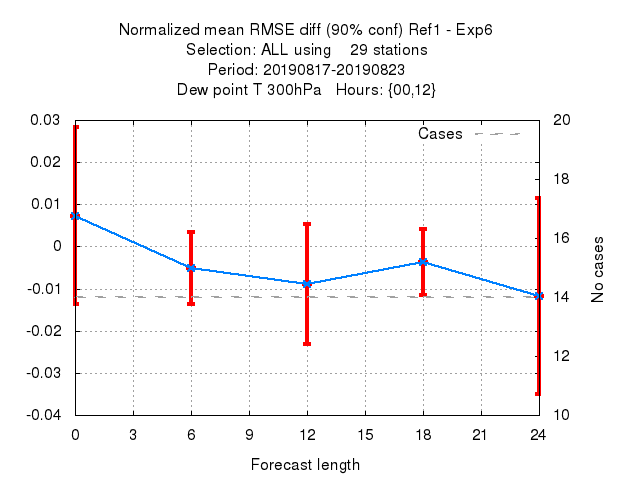 Normalized mean RMSE diff (90% conf) Ref1 - Exp6
Selection: ALL using    29 stations
Period: 20190817-20190823
Dew point T 300hPa   Hours: {00,12}
Cases
0.03
0.02
0.01
0
-0.01
-0.02
-0.03
-0.04
20
18
16
14
12
10
No cases
0 3 6 9 12 15 18 21 24
Forecast length